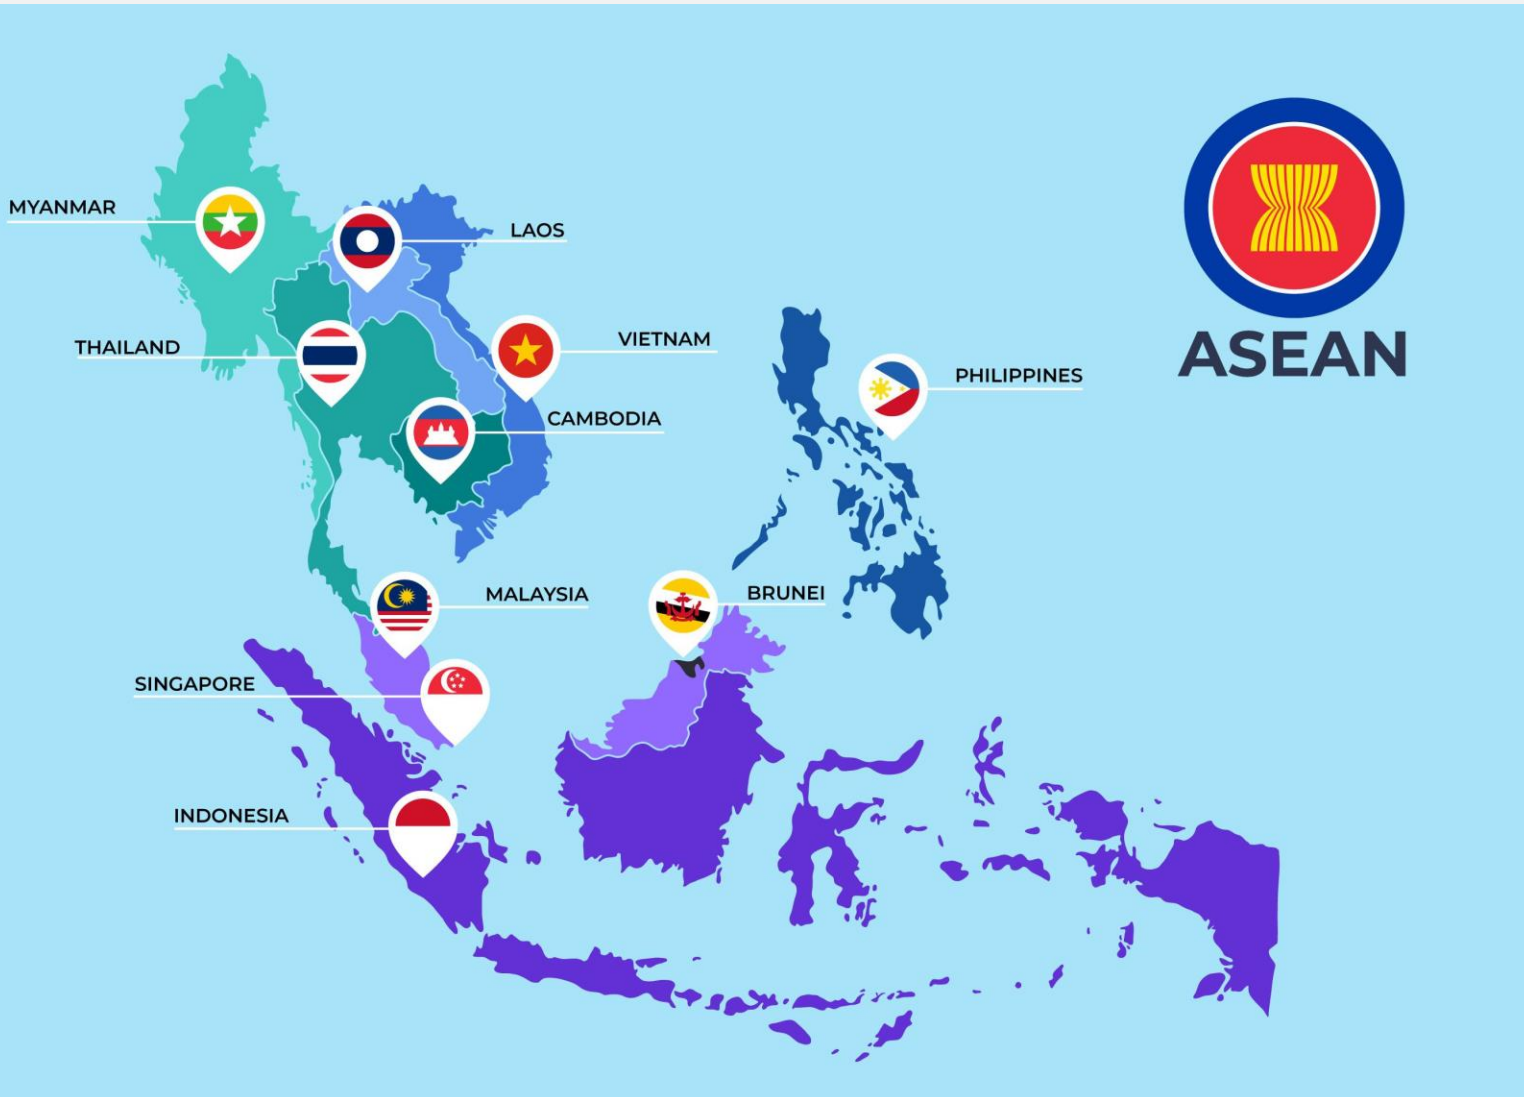 MYANMAR
LAOS
THAILAND
VIETNAM
ASEAN
PHILIPPINES
CAMBODIA
MALAYSIA
BRUNEI
SINGAPORE
INDONESIA